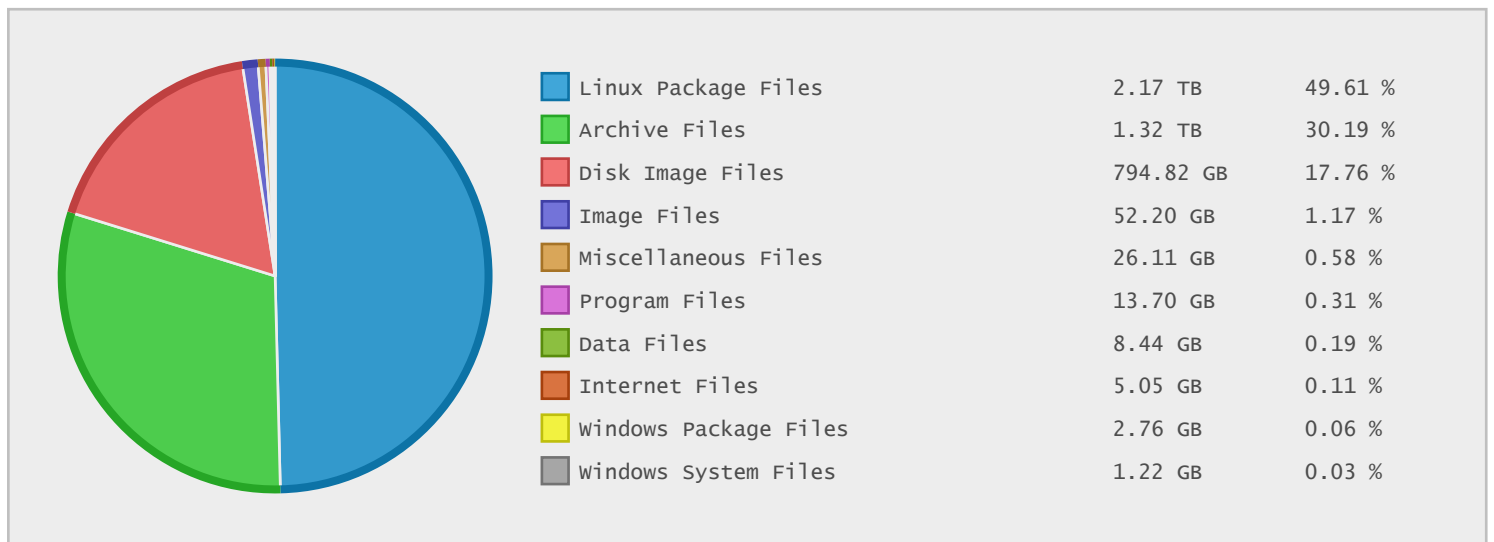 Linux Package Files 2.17 TB 49.61 %
Archive Files 1.32 TB 30.19 %
Disk Image Files 794.82 GB 17.76 %
Image Files 52.20 GB 1.17 %
Miscellaneous Files 26.11 GB 0.58 %
Program Files 13.70 GB 0.31 %
Data Files 8.44 GB 0.19 %
Internet Files 5.05 GB 0.11 %
Windows Package Files 2.76 GB 0.06 %
Windows System Files 1.22 GB 0.03 %